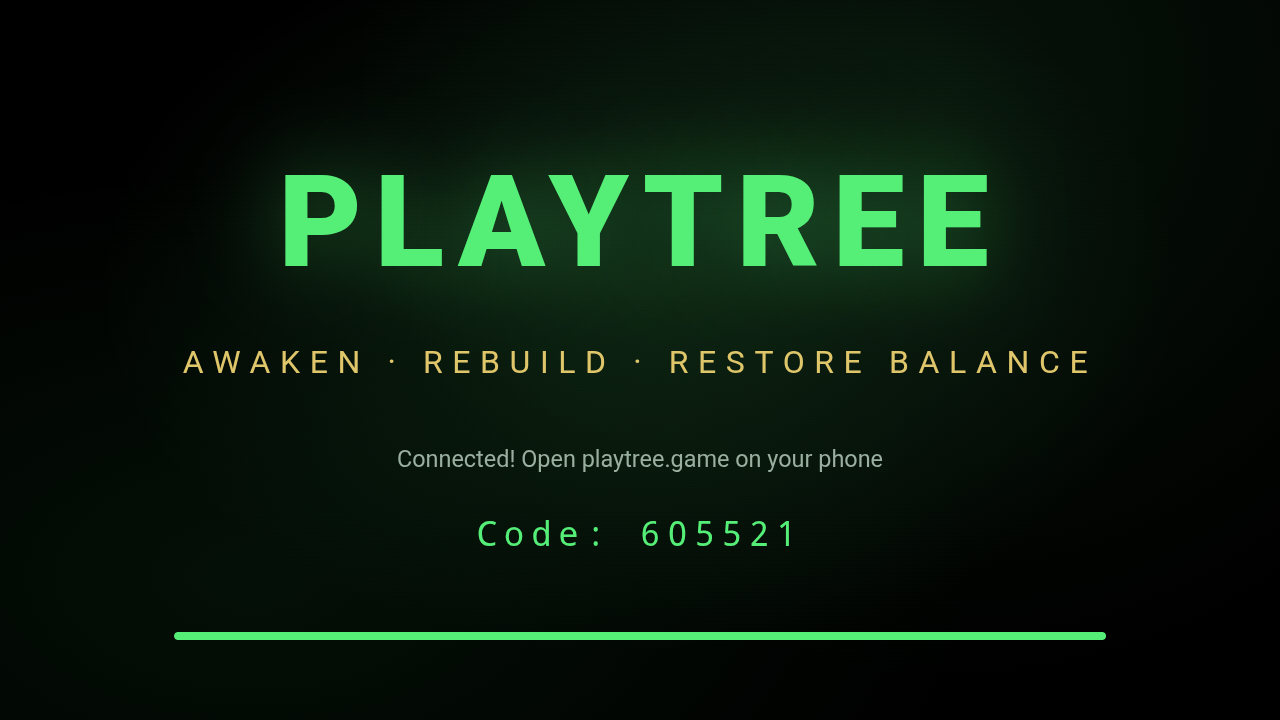 PLAYTREE
AWAKEN · REBUILD · RESTORE BALANCE
Connected! Open playtree.game on your phone
Code: 605521